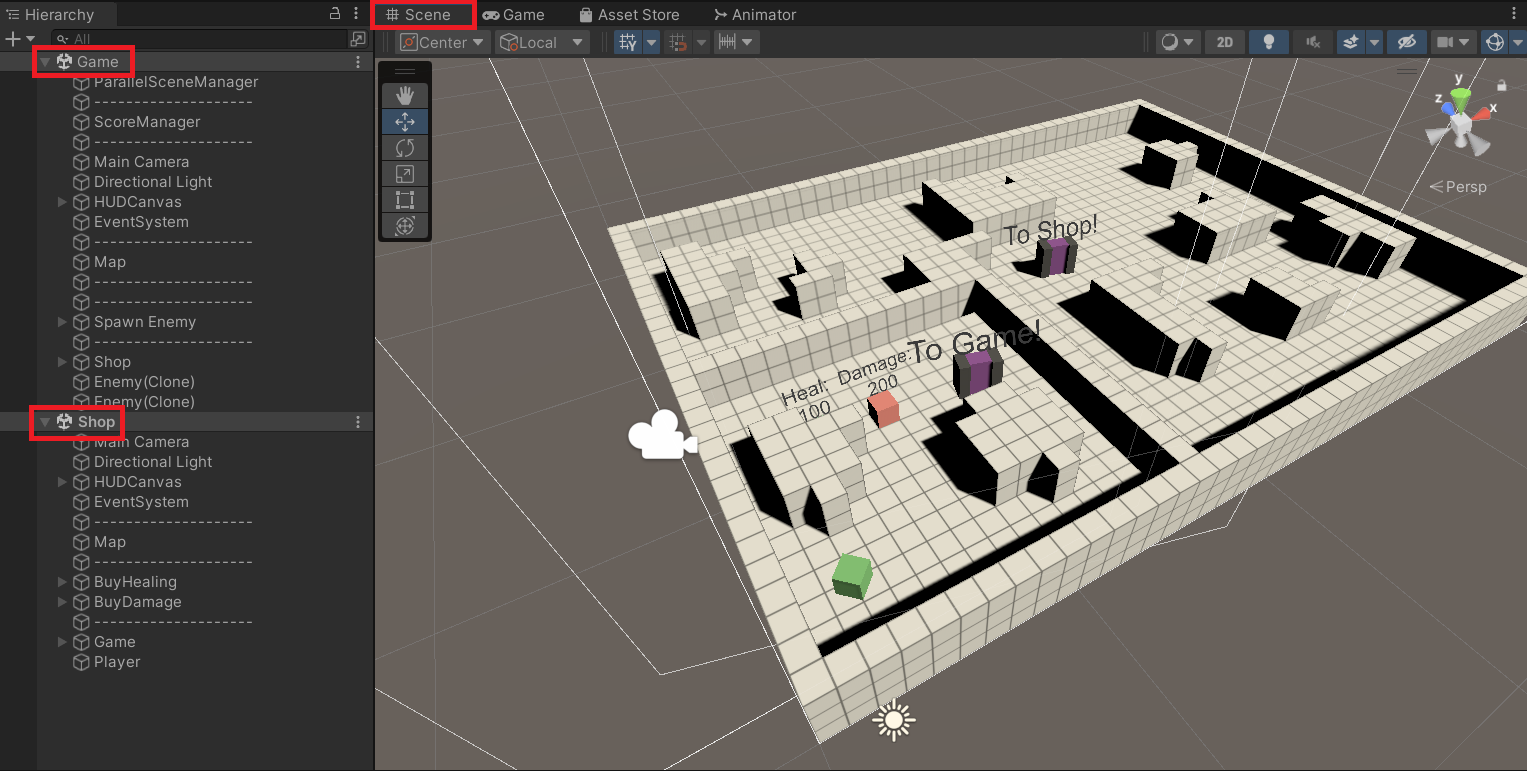 Hierarchy
All
Game
ParallelSceneManager
--------------------
ScoreManager
--------------------
Main Camera
Directional Light
HUDCanvas
EventSystem
--------------------
Map
--------------------
--------------------
Spawn Enemy
--------------------
Shop
Enemy(Clone)
Enemy(Clone)
Shop
Main Camera
Directional Light
HUDCanvas
EventSystem
--------------------
Map
--------------------
BuyHealing
BuyDamage
--------------------
Game
Player
Scene Game Asset Store Animator
Center Local 2D
y
z x
Persp
To Shop!
To Game!
Heal:
100
Damage:
200